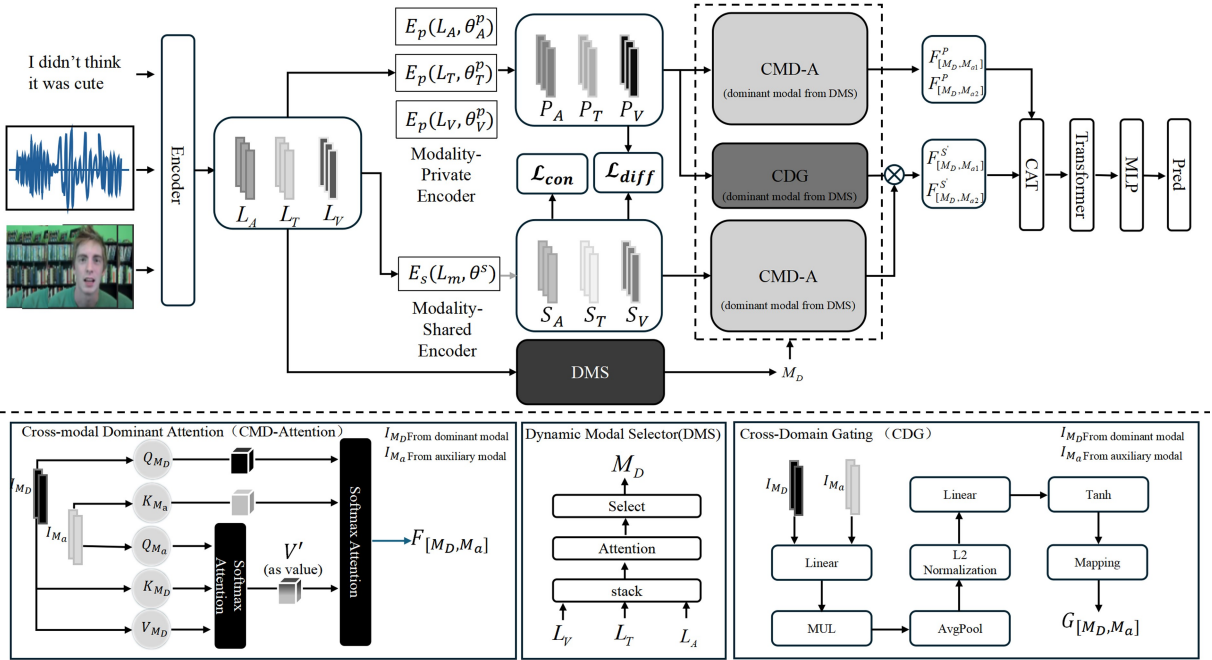 I didn't think
it was cute
Encoder
L_A L_T L_V
E_p(L_A, θ_A^p)
E_p(L_T, θ_T^p)
E_p(L_V, θ_V^p)
Modality-
Private
Encoder
E_s(L_m, θ^s)
Modality-
Shared
Encoder
P_A P_T P_V
ℒ_con
ℒ_diff
S_A S_T S_V
DMS
CMD-A
(dominant modal from DMS)
CDG
(dominant modal from DMS)
CMD-A
(dominant modal from DMS)
M_D
F^P_[M_D,M_a1]
F^P_[M_D,M_a2]
F^S'_[M_D,M_a1]
F^S'_[M_D,M_a2]
CAT
Transformer
MLP
Pred
Cross-modal Dominant Attention（CMD-Attention）
I_M_D From dominant modal
I_M_a From auxiliary modal
I_M_D
I_M_a
Q_M_D
K_M_a
Q_M_a
K_M_D
V_M_D
Softmax
Attention
V'
(as value)
Softmax Attention
F_[M_D,M_a]
Dynamic Modal Selector(DMS)
M_D
Select
Attention
stack
L_V L_T L_A
Cross-Domain Gating （CDG）
I_M_D From dominant modal
I_M_a From auxiliary modal
I_M_D
I_M_a
Linear
MUL
AvgPool
L2
Normalization
Linear
Tanh
Mapping
G_[M_D,M_a]